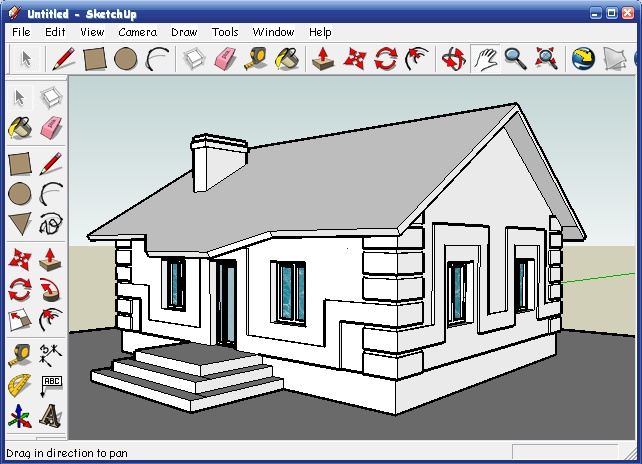 Untitled - SketchUp
File Edit View Camera Draw Tools Window Help
ABC
A
Drag in direction to pan